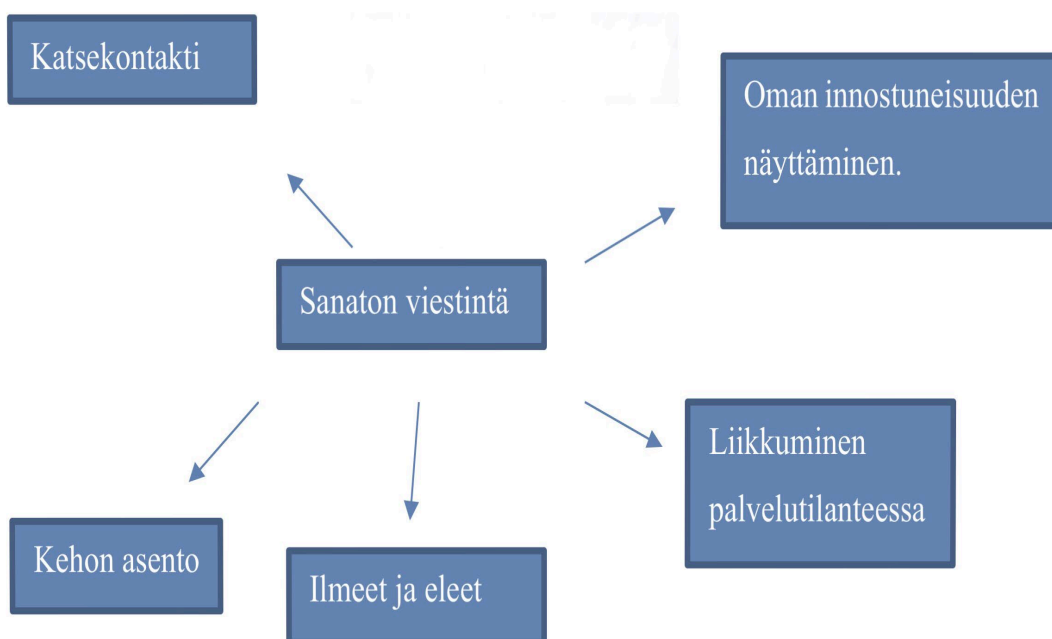 Katsekontakti
Oman innostuneisuuden
näyttäminen.
Sanaton viestintä
Liikkuminen
palvelutilanteessa
Kehon asento
Ilmeet ja eleet